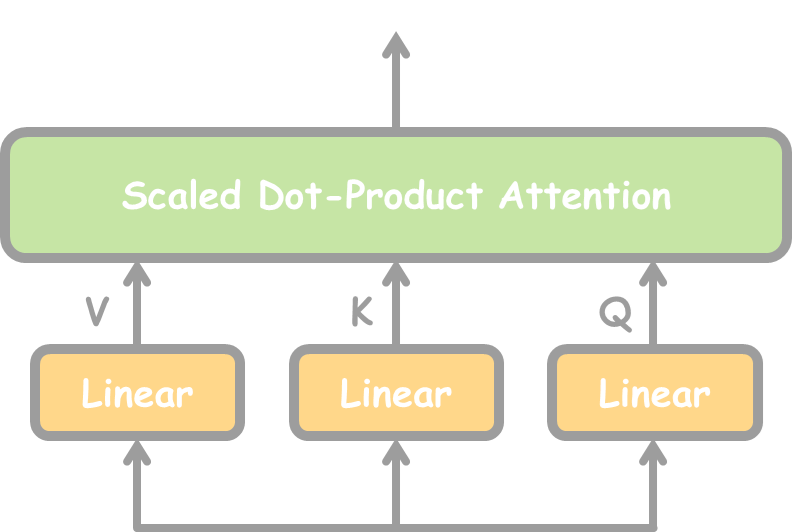 Scaled Dot-Product Attention
V
K
Q
Linear
Linear
Linear